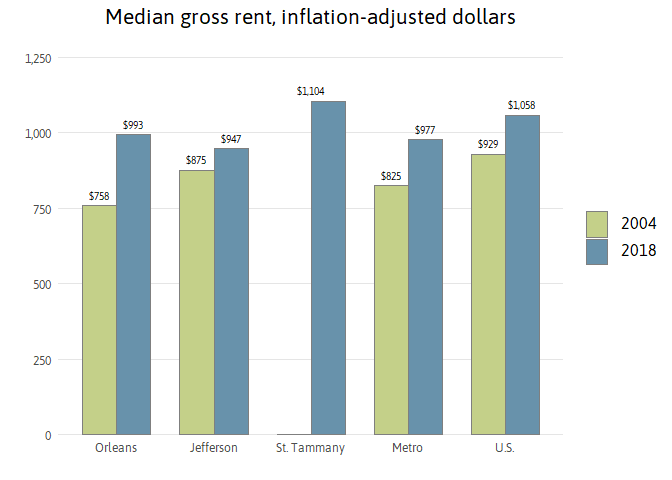 Median gross rent, inflation-adjusted dollars
1,250
1,000
750
500
250
0
$758
$993
$875
$947
$1,104
$825
$977
$929
$1,058
Orleans
Jefferson
St. Tammany
Metro
U.S.
2004
2018